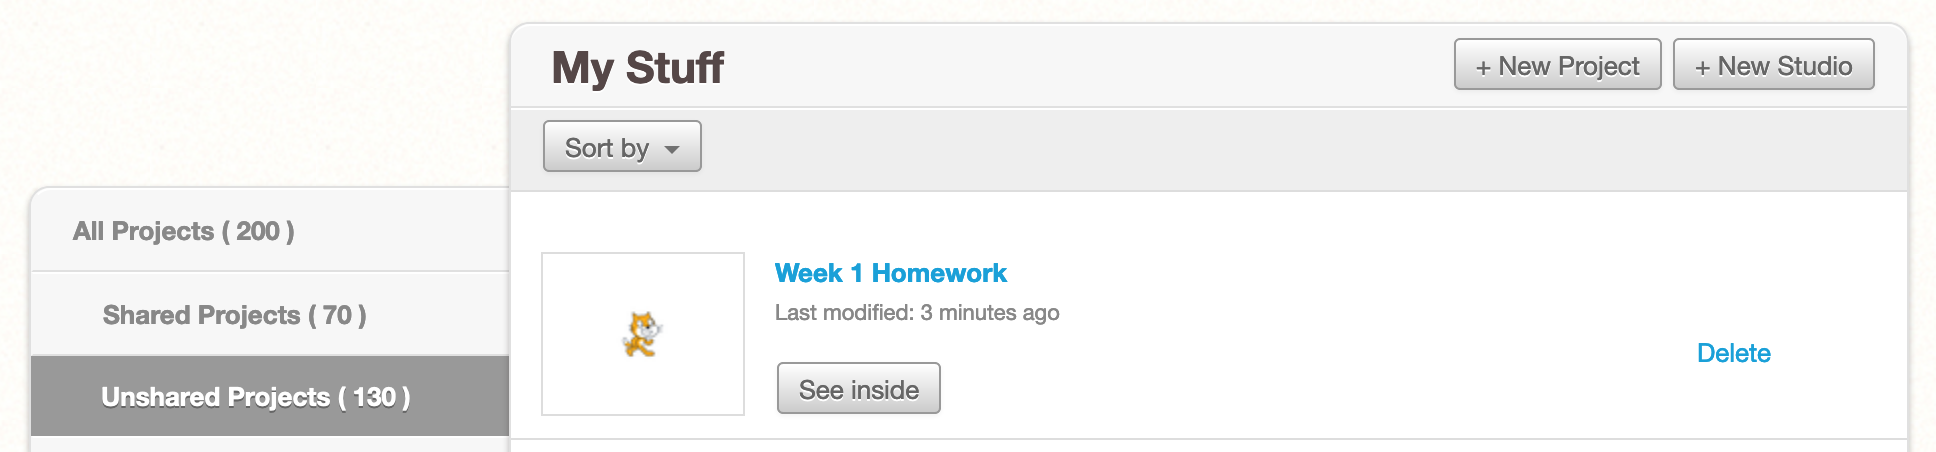 My Stuff
+ New Project
+ New Studio
Sort by
All Projects ( 200 )
Shared Projects ( 70 )
Unshared Projects ( 130 )
Week 1 Homework
Last modified: 3 minutes ago
See inside
Delete